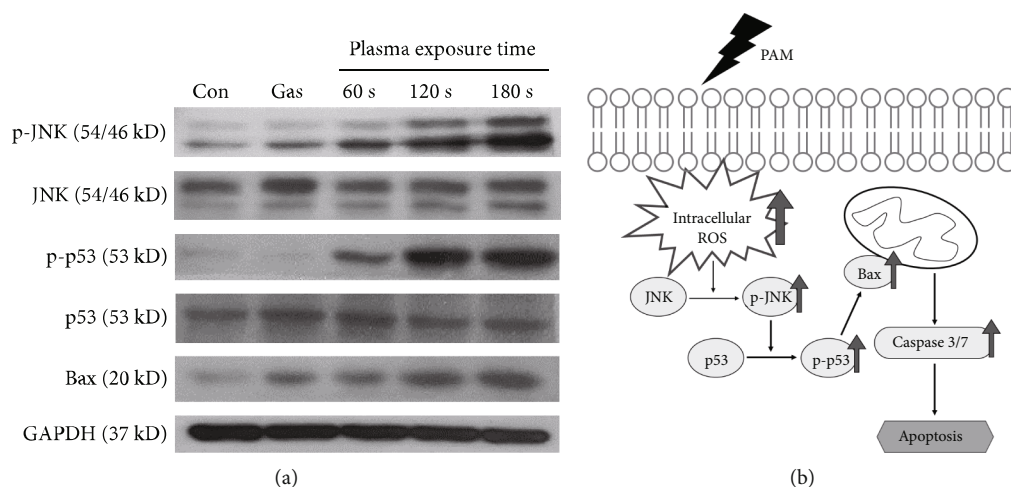 Plasma exposure time
Con Gas 60 s 120 s 180 s
p-JNK (54/46 kD)
JNK (54/46 kD)
p-p53 (53 kD)
p53 (53 kD)
Bax (20 kD)
GAPDH (37 kD)
(a)
PAM
Intracellular
ROS
Bax
JNK p-JNK
p53 p-p53
Caspase 3/7
Apoptosis
(b)